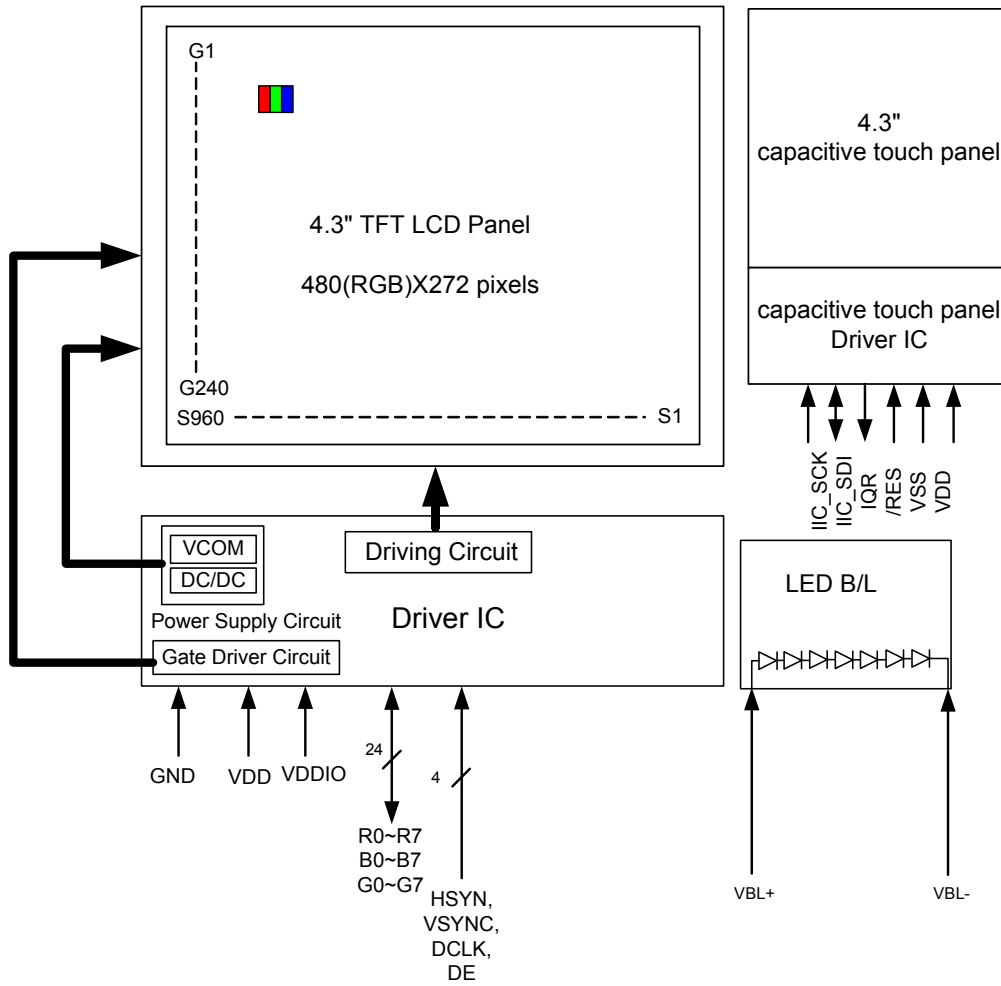 G1
4.3" TFT LCD Panel
480(RGB)X272 pixels
G240
S960
S1
4.3"
capacitive touch panel
capacitive touch panel
Driver IC
IIC_SCK
IIC_SDI
IQR
/RES
VSS
VDD
VCOM
DC/DC
Power Supply Circuit
Gate Driver Circuit
Driving Circuit
Driver IC
LED B/L
GND
VDD
VDDIO
24
4
R0~R7
B0~B7
G0~G7
HSYN,
VSYNC,
DCLK,
DE
VBL+
VBL-